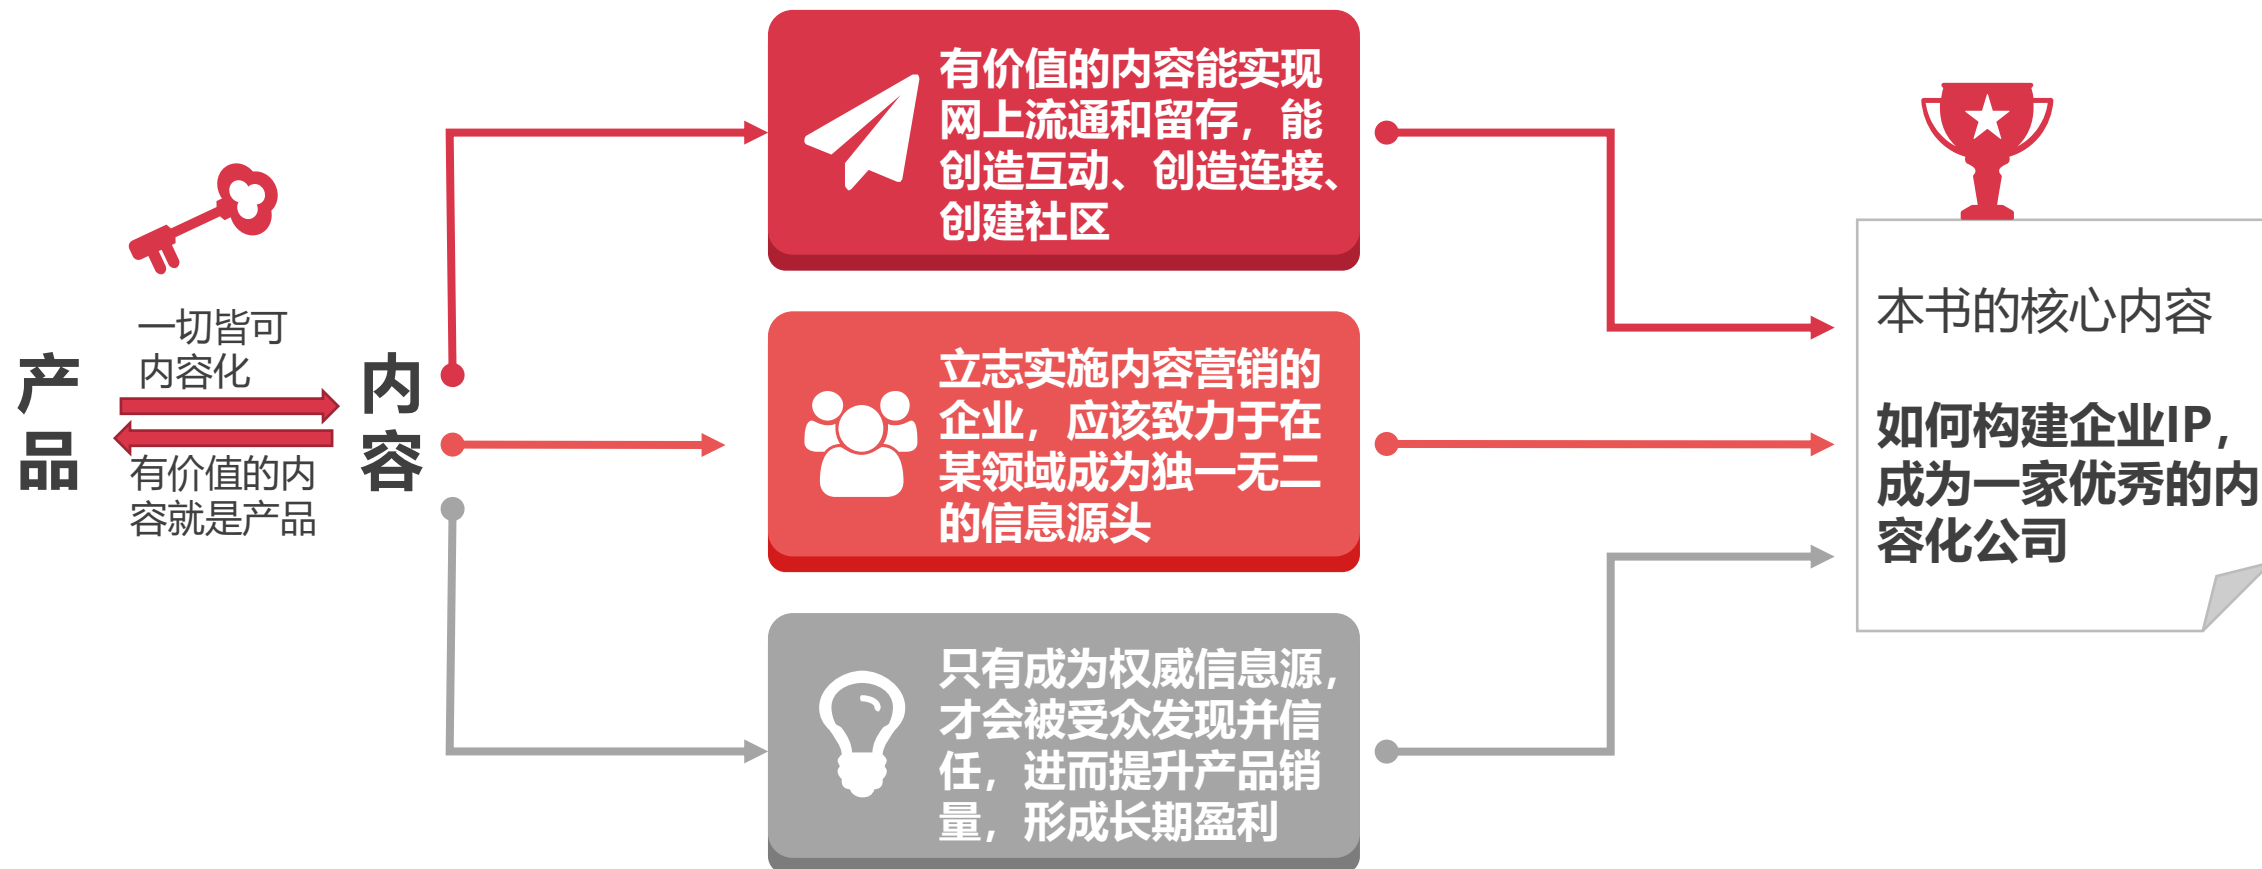 产
品
一切皆可
内容化
有价值的内
容就是产品
内
容
有价值的内容能实现
网上流通和留存，能
创造互动、创造连接、
创建社区
立志实施内容营销的
企业，应该致力于在
某领域成为独一无二
的信息源头
只有成为权威信息源，
才会被受众发现并信
任，进而提升产品销
量，形成长期盈利
本书的核心内容
如何构建企业IP，
成为一家优秀的内
容化公司